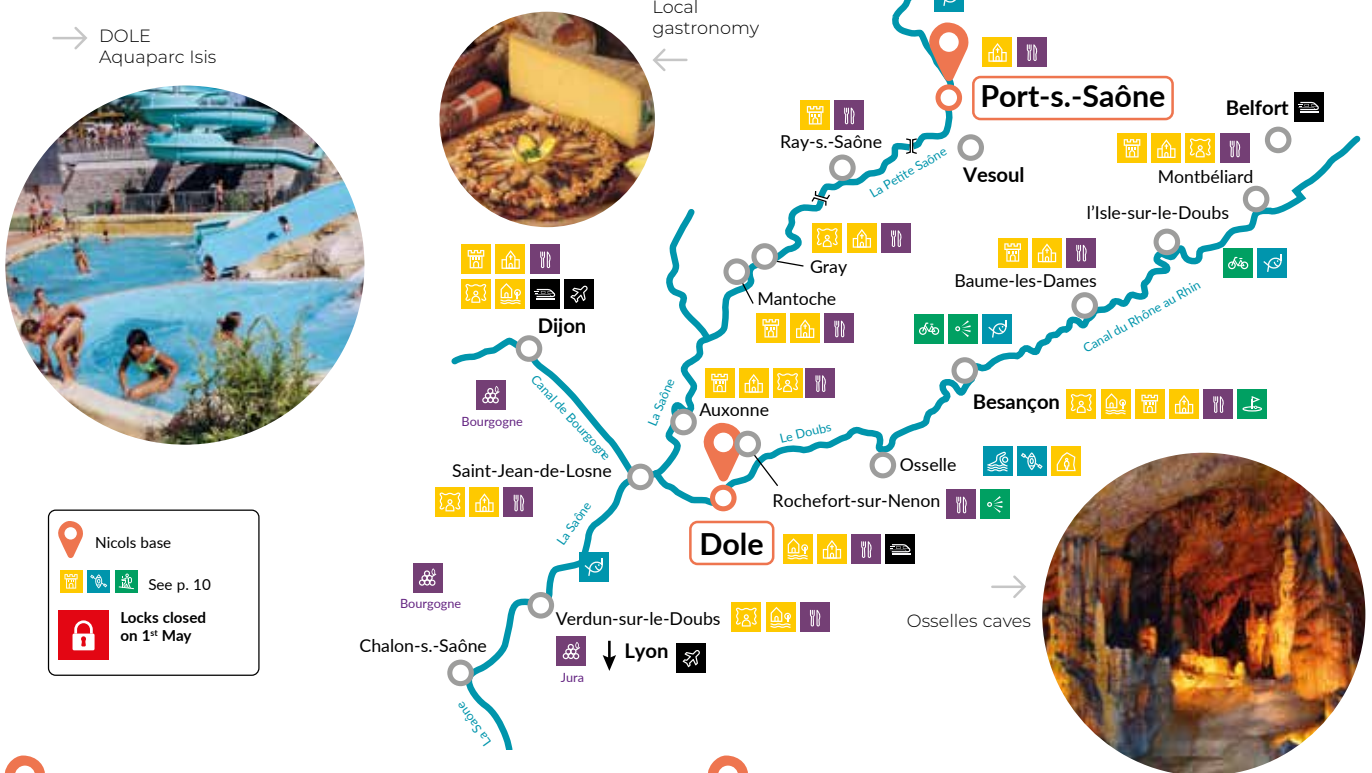 DOLE
Aquaparc Isis
Local
gastronomy
Port-s.-Saône
Belfort
Ray-s.-Saône
La Petite Saône
Vesoul
Montbéliard
l'Isle-sur-le-Doubs
Gray
Baume-les-Dames
Mantoche
Canal du Rhône au Rhin
Dijon
Canal de Bourgogne
Bourgogne
La Saône
Auxonne
Besançon
Le Doubs
Saint-Jean-de-Losne
Osselle
Rochefort-sur-Nenon
La Saône
Dole
Nicols base
See p. 10
Locks closed
on 1st May
Bourgogne
Verdun-sur-le-Doubs
Osselles caves
Chalon-s.-Saône
Lyon
Jura
La Saône